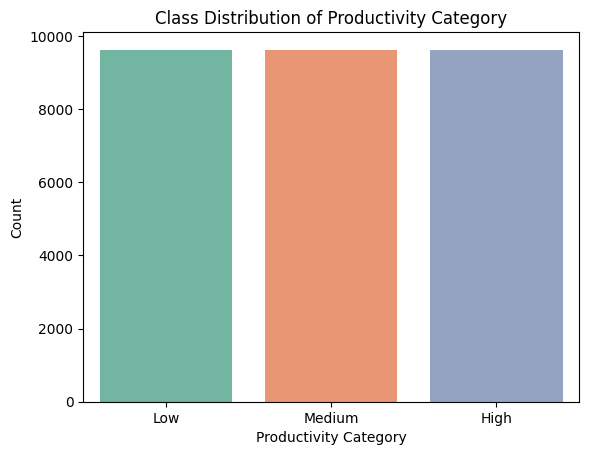 Class Distribution of Productivity Category
10000
8000
6000
4000
2000
0
Count
Low Medium High
Productivity Category